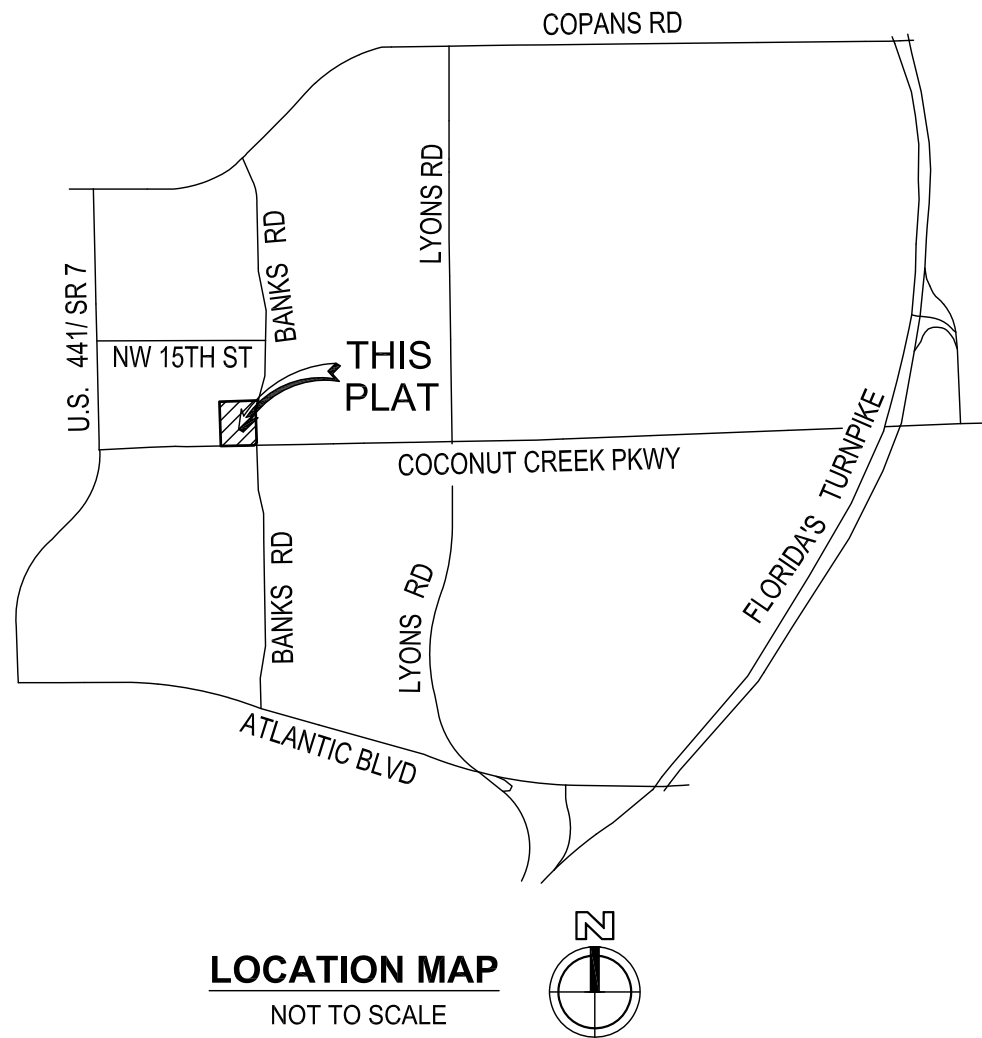 COPANS RD
LYONS RD
BANKS RD
U.S. 441/ SR 7
NW 15TH ST
THIS
PLAT
COCONUT CREEK PKWY
FLORIDA'S TURNPIKE
BANKS RD
LYONS RD
ATLANTIC BLVD
N
LOCATION MAP
NOT TO SCALE